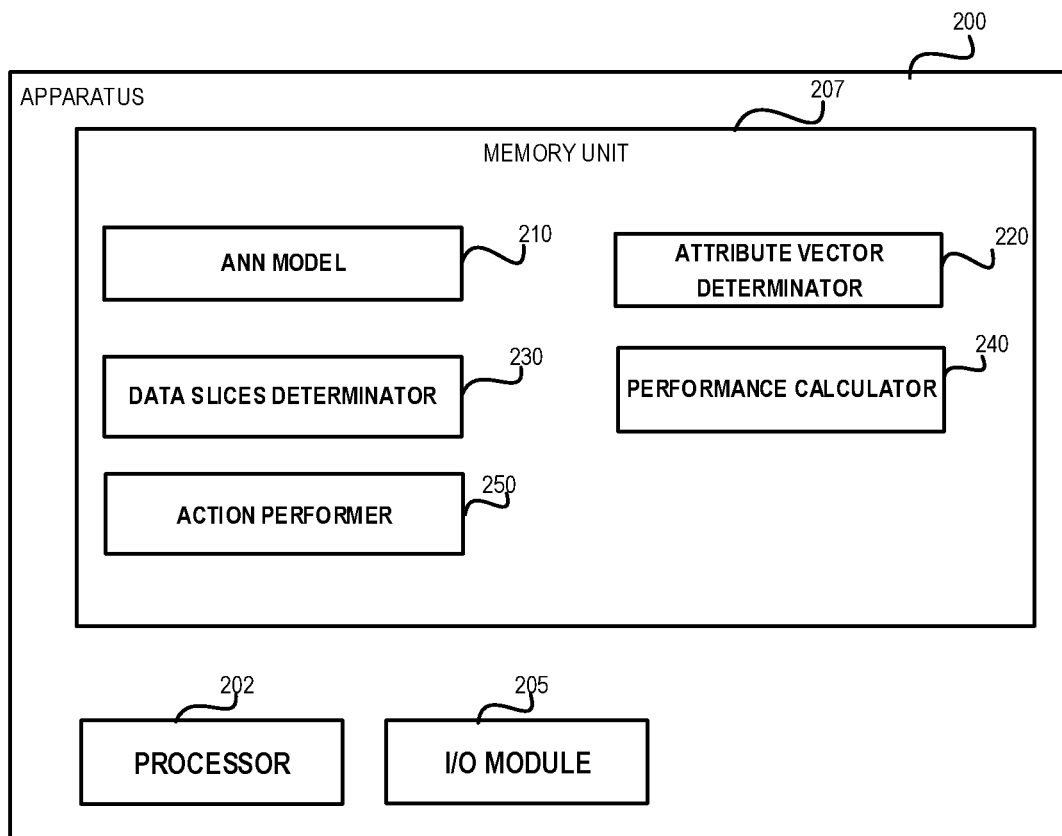 200
APPARATUS
207
MEMORY UNIT
210
ANN MODEL
220
ATTRIBUTE VECTOR
DETERMINATOR
230
DATA SLICES DETERMINATOR
240
PERFORMANCE CALCULATOR
250
ACTION PERFORMER
202
PROCESSOR
205
I/O MODULE